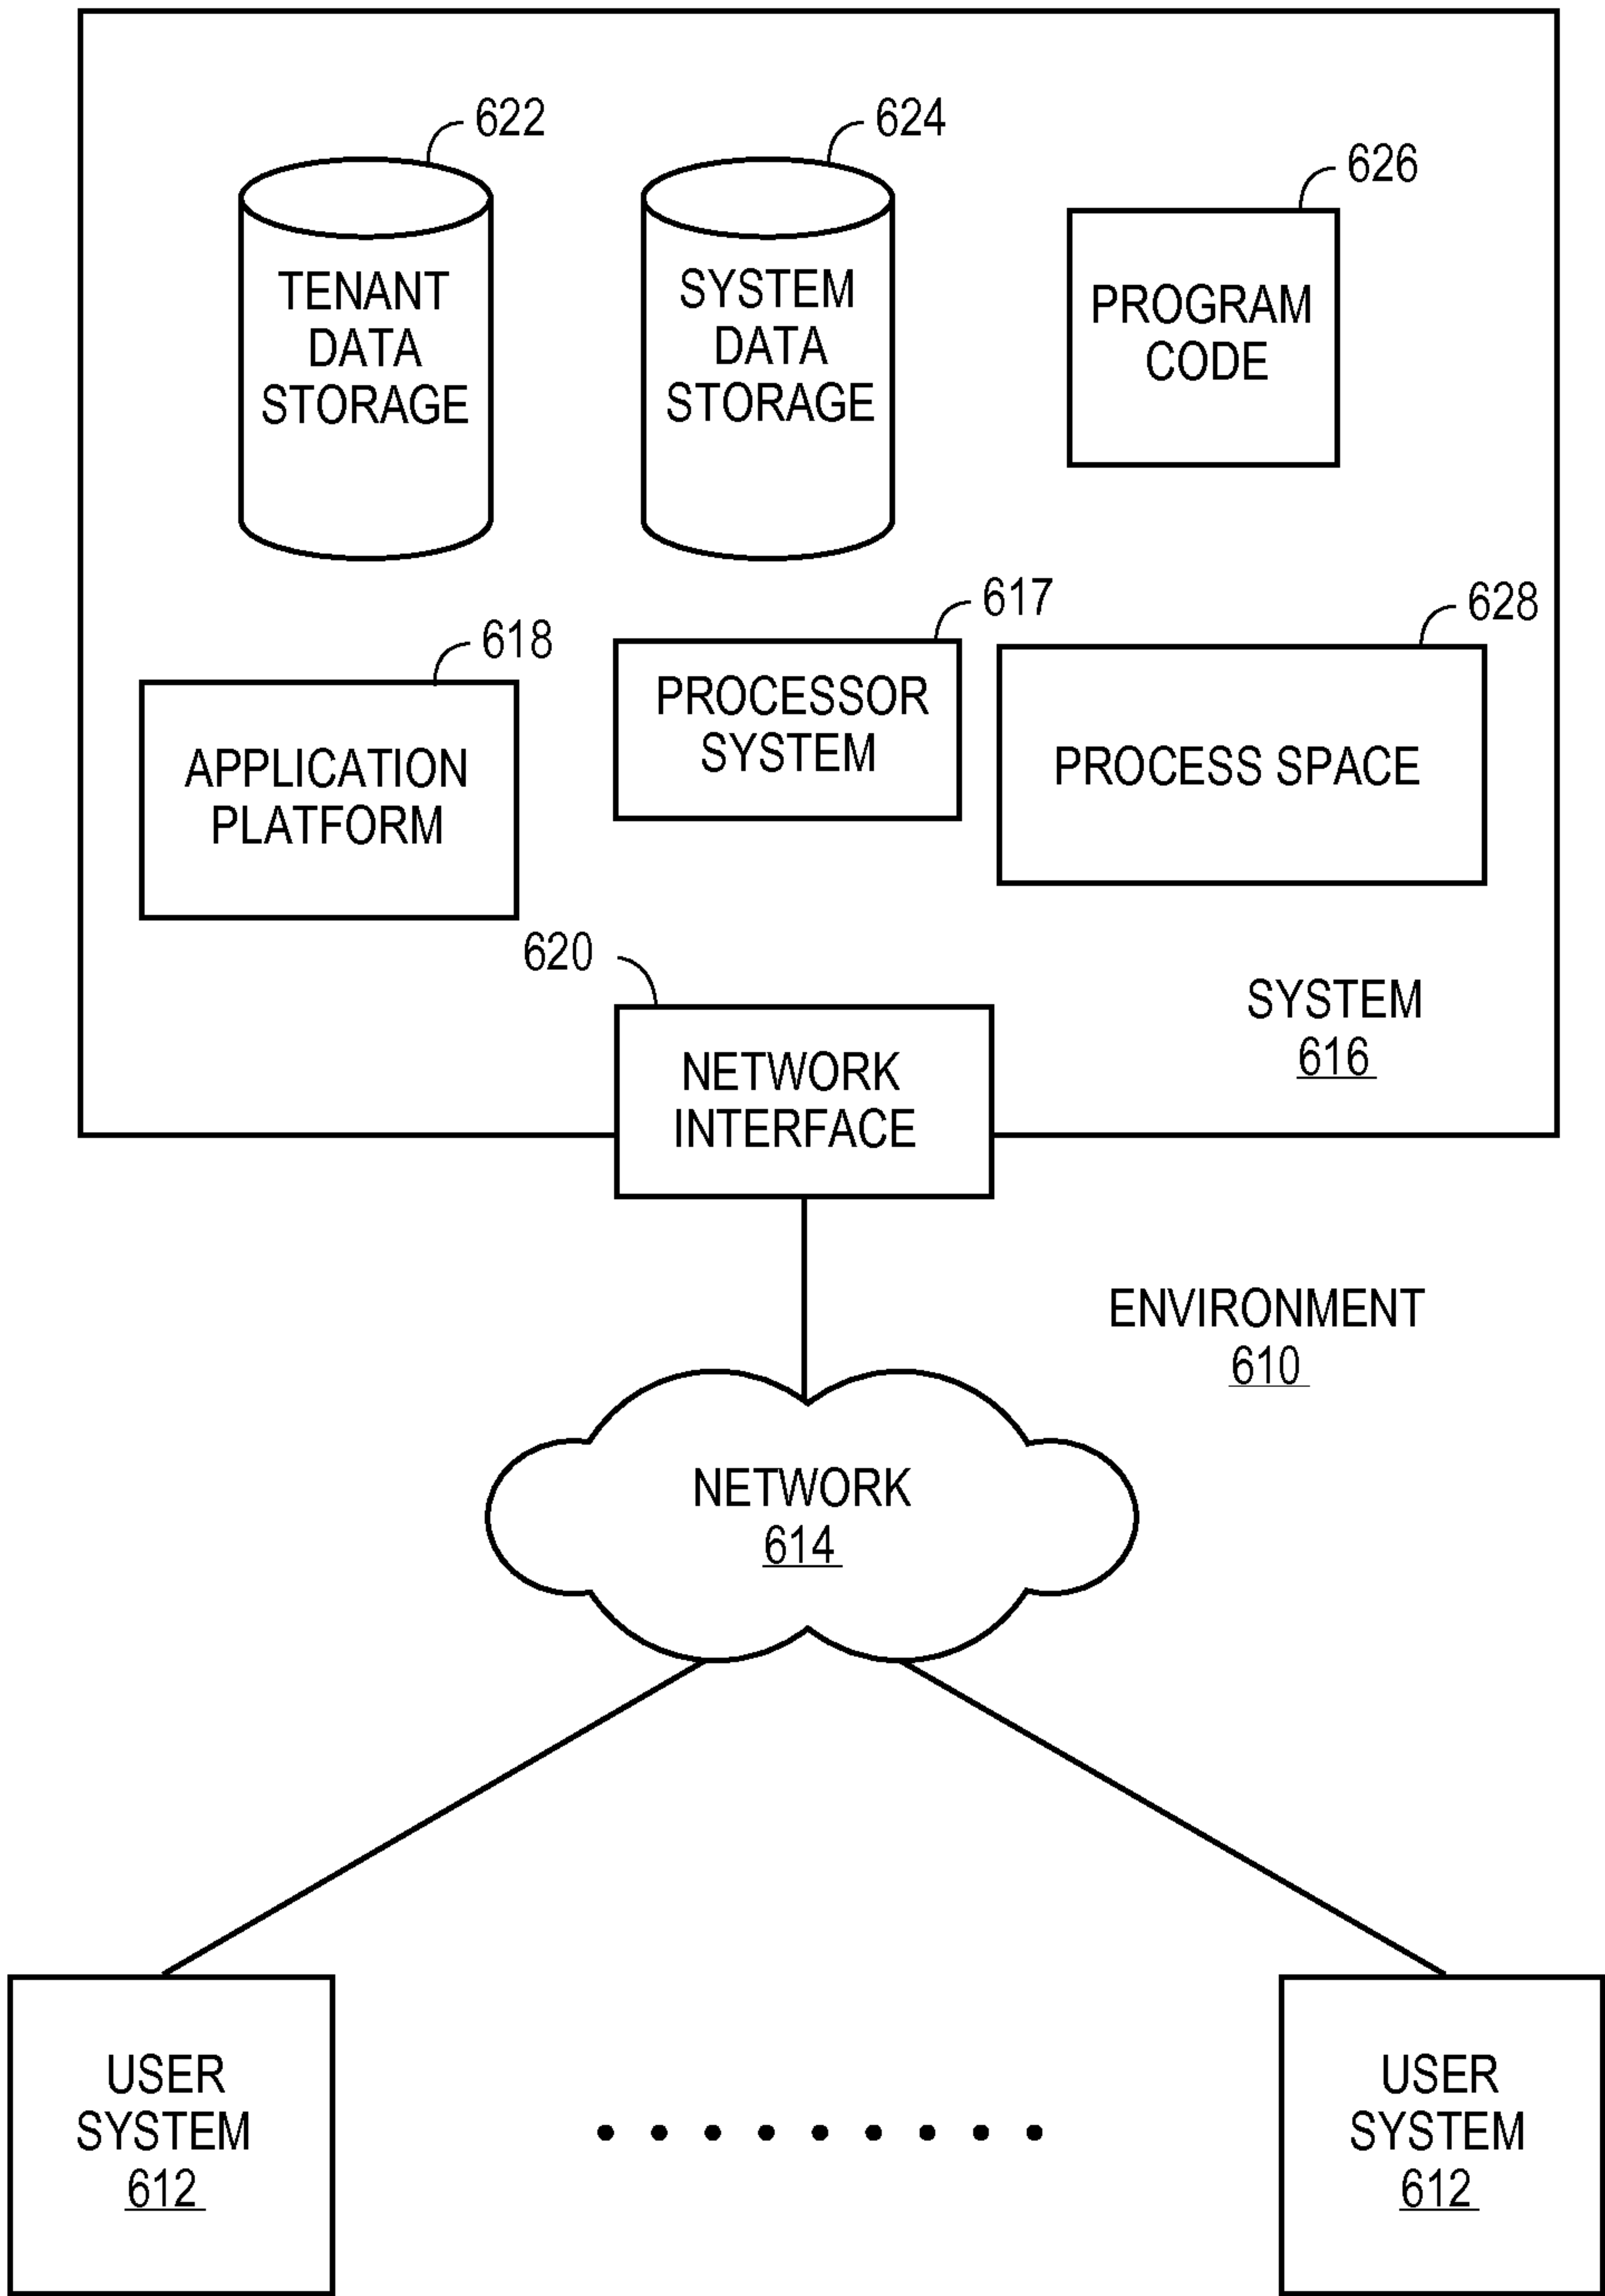 622
624
626
TENANT
DATA
STORAGE
SYSTEM
DATA
STORAGE
PROGRAM
CODE
618
617
628
APPLICATION
PLATFORM
PROCESSOR
SYSTEM
PROCESS SPACE
620
NETWORK
INTERFACE
SYSTEM
616
ENVIRONMENT
610
NETWORK
614
USER
SYSTEM
612
USER
SYSTEM
612